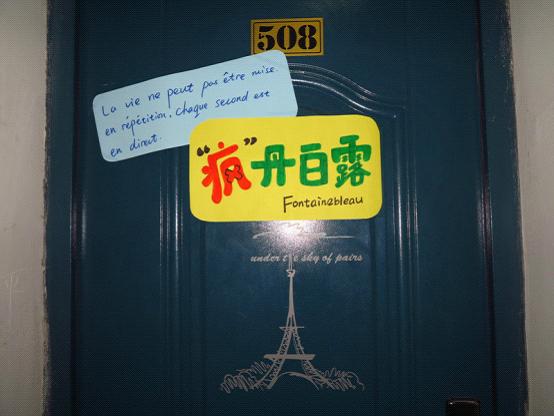 508
La vie ne peut pas être mise
en répétition, chaque second est
en direct.
“疯”丹白露
Fontainebleau
under the sky of pairs